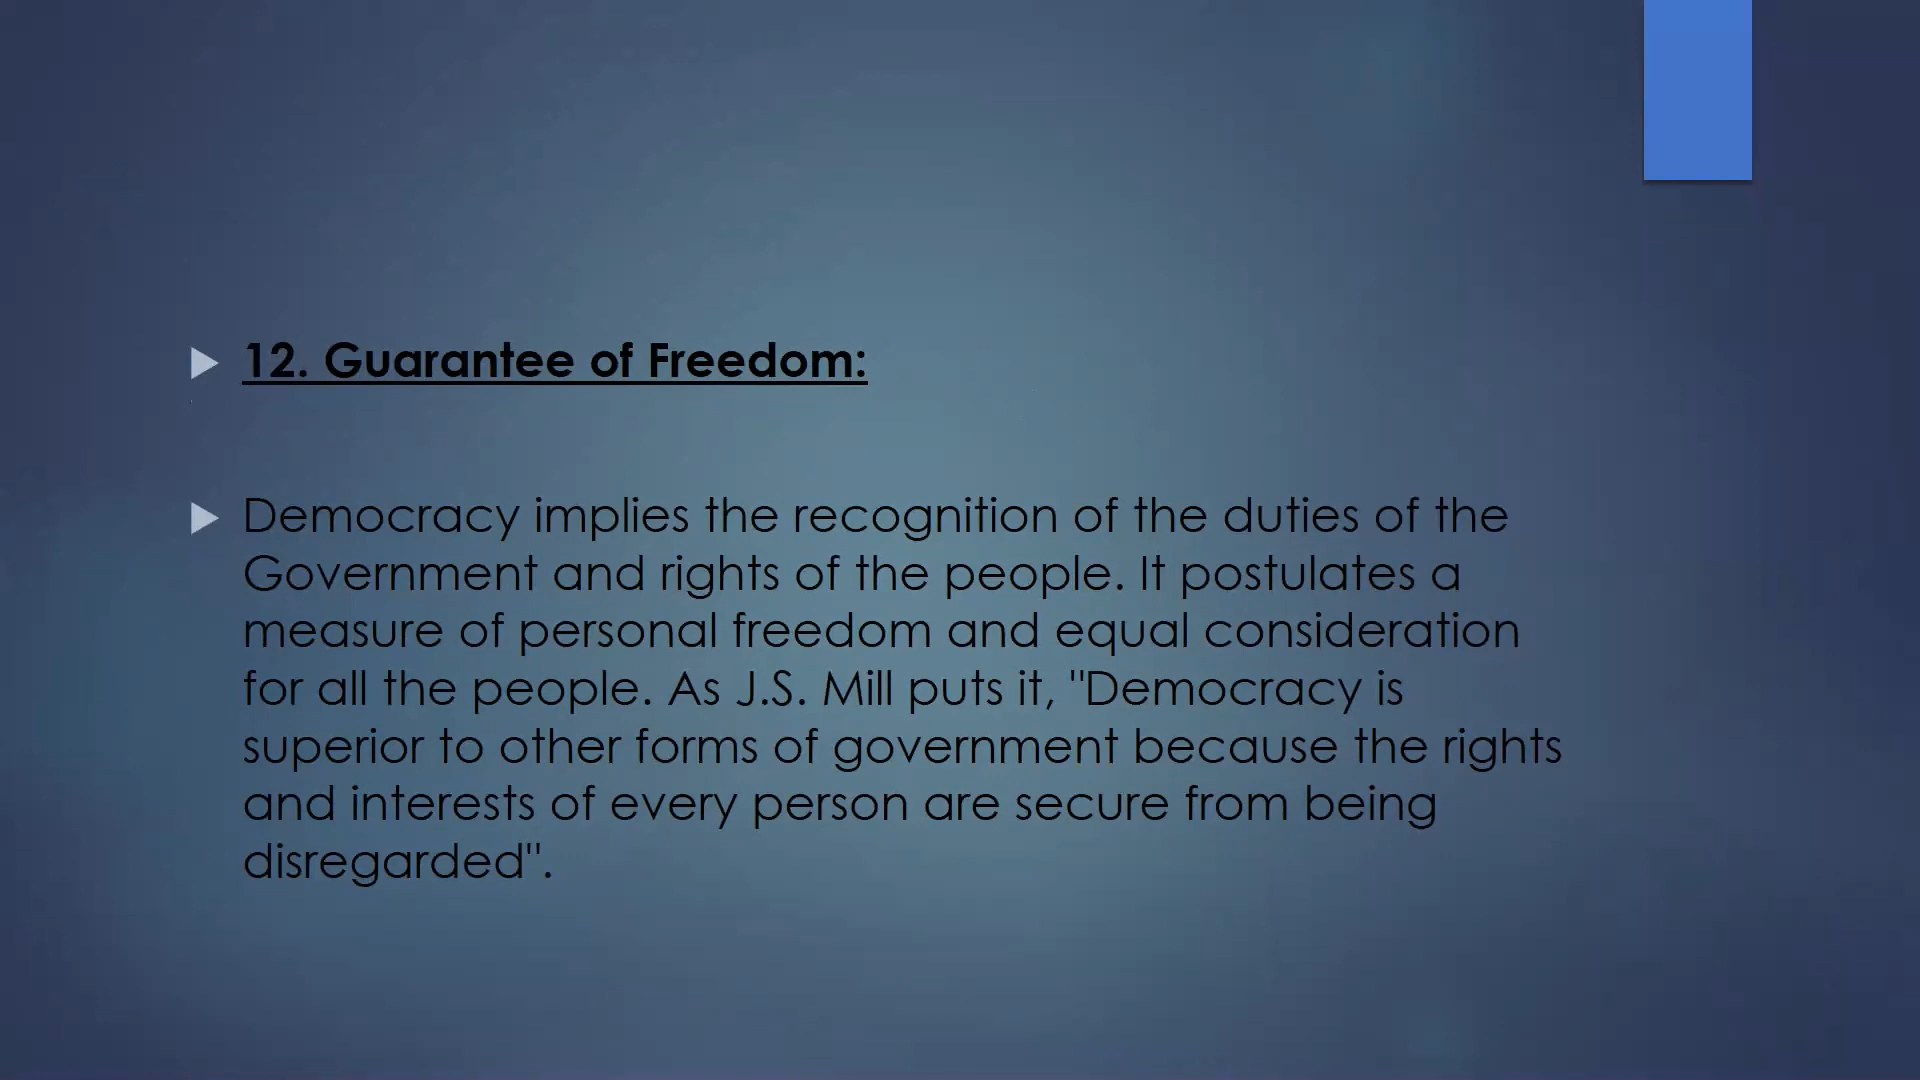 12. Guarantee of Freedom:
Democracy implies the recognition of the duties of the
Government and rights of the people. It postulates a
measure of personal freedom and equal consideration
for all the people. As J.S. Mill puts it, "Democracy is
superior to other forms of government because the rights
and interests of every person are secure from being
disregarded".